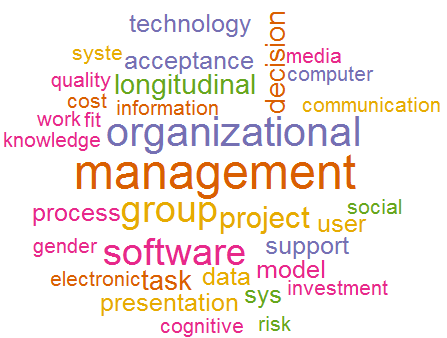 technology
decision
syste
acceptance
media
quality
longitudinal
computer
cost
information
communication
work
fit
organizational
knowledge
management
process
group
project
user
social
gender
software
support
electronic
task
data
model
presentation
sys
investment
cognitive
risk